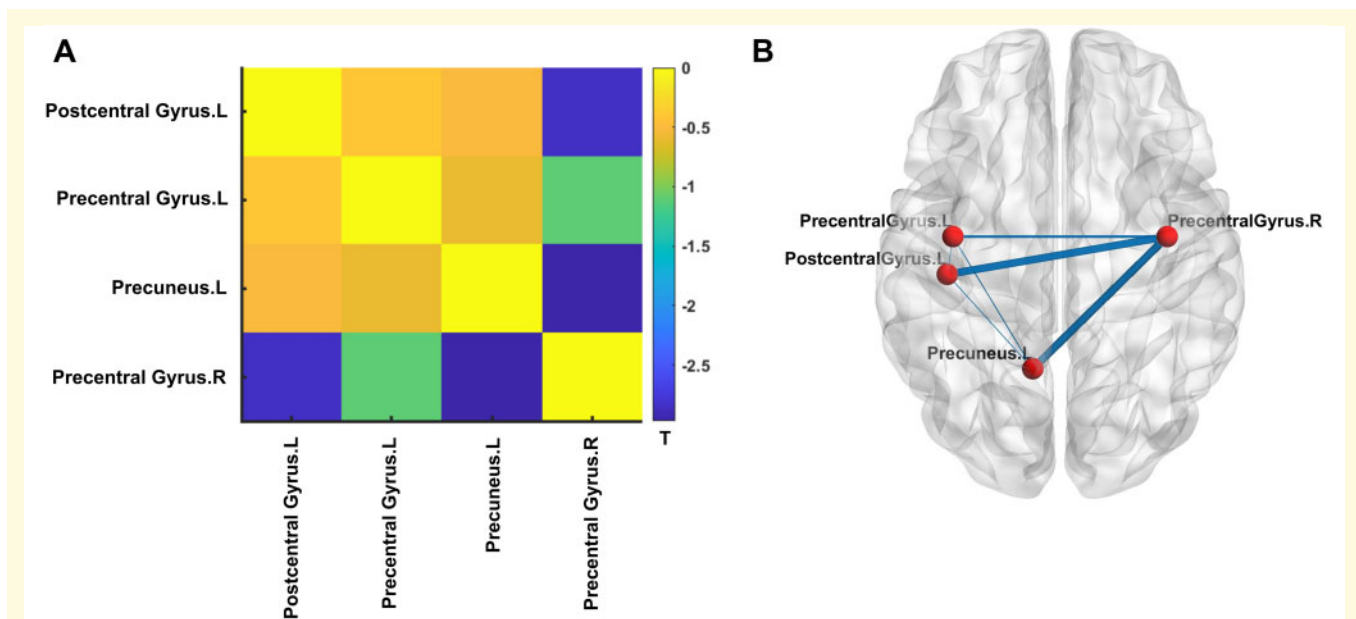 A
Postcentral Gyrus.L
Precentral Gyrus.L
Precuneus.L
Precentral Gyrus.R
Postcentral Gyrus.L
Precentral Gyrus.L
Precuneus.L
Precentral Gyrus.R
0
-0.5
-1
-1.5
-2
-2.5
T
B
PrecentralGyrus.L
PrecentralGyrus.R
PostcentralGyrus.L
Precuneus.L